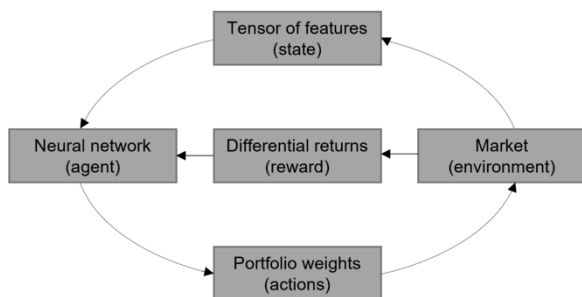 Tensor of features
(state)
Neural network
(agent)
Differential returns
(reward)
Market
(environment)
Portfolio weights
(actions)